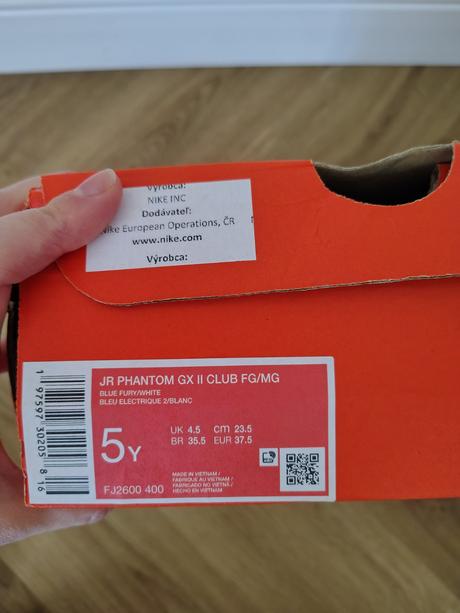 Výrobca:
NIKE INC
Dodávateľ:
Nike European Operations, ČR
www.nike.com
Výrobca:
JR PHANTOM GX II CLUB FG/MG
BLUE FURY/WHITE
BLEU ELECTRIQUE 2/BLANC
5Y
UK 4.5 cm 23.5
BR 35.5 EUR 37.5
MADE IN VIETNAM /
FABRIQUE AU VIETNAM /
FABRICADO NO VIETNÃ /
HECHO EN VIETNAM
FJ2600 400
1 97597 30205 8 16